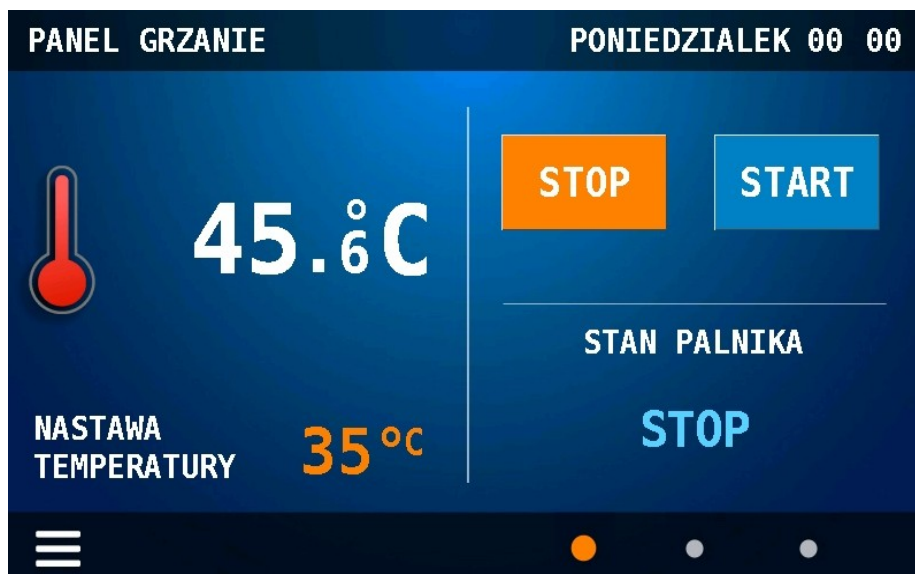 PANEL GRZANIE
PONIEDZIALEK 00 00
45.6°C
NASTAWA
TEMPERATURY
35°C
STOP
START
STAN PALNIKA
STOP